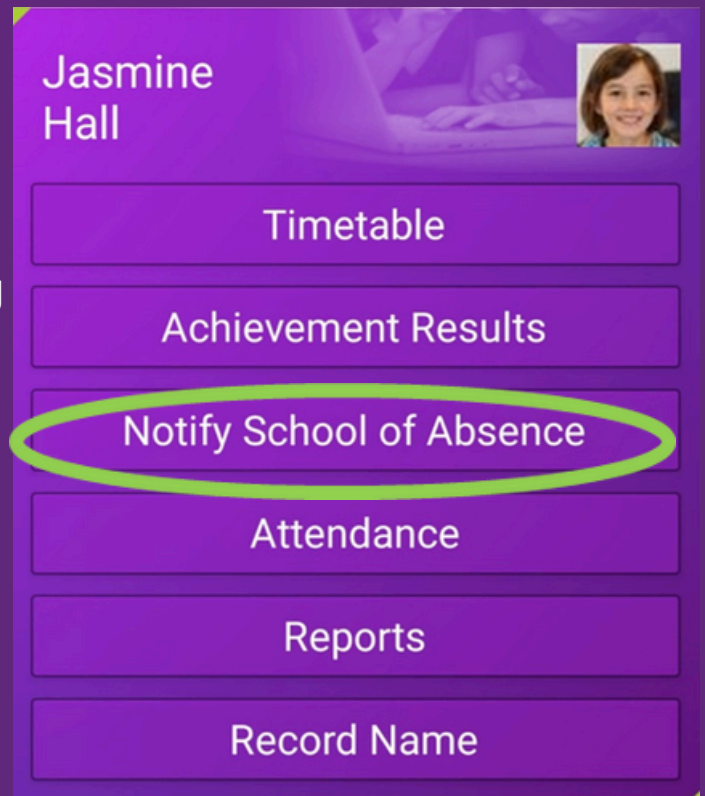 Jasmine
Hall
Timetable
Achievement Results
Notify School of Absence
Attendance
Reports
Record Name